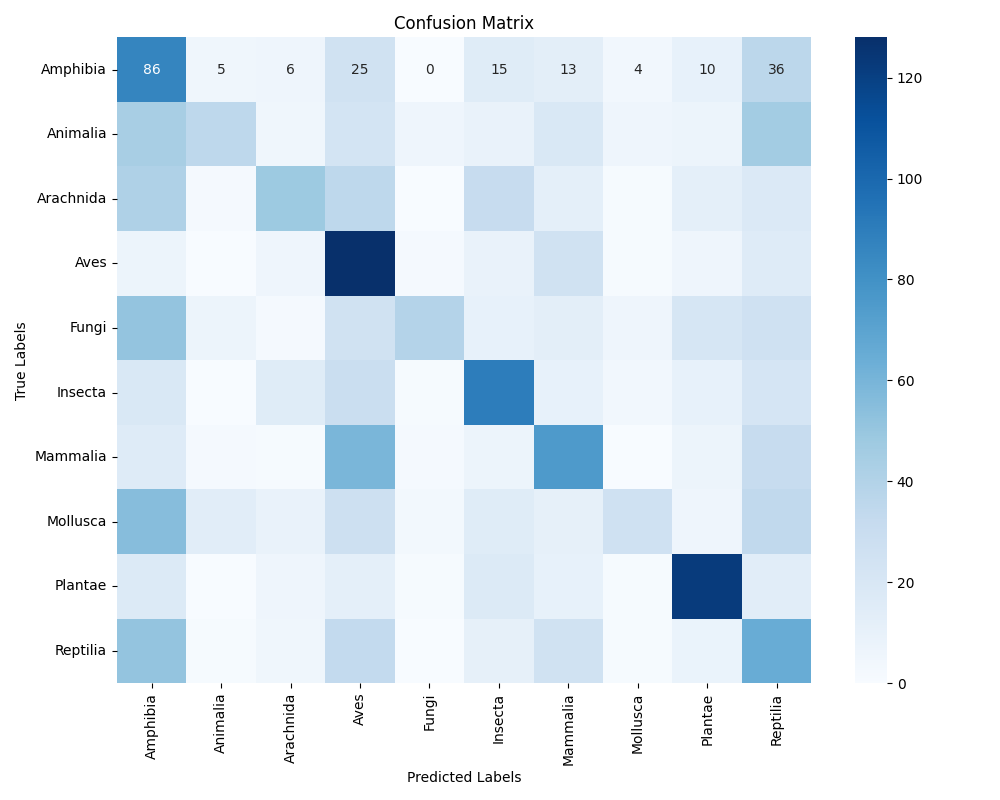 Confusion Matrix
True Labels
Amphibia 86 5 6 25 0 15 13 4 10 36
Animalia
Arachnida
Aves
Fungi
Insecta
Mammalia
Mollusca
Plantae
Reptilia
Amphibia Animalia Arachnida Aves Fungi Insecta Mammalia Mollusca Plantae Reptilia
Predicted Labels
120
100
80
60
40
20
0